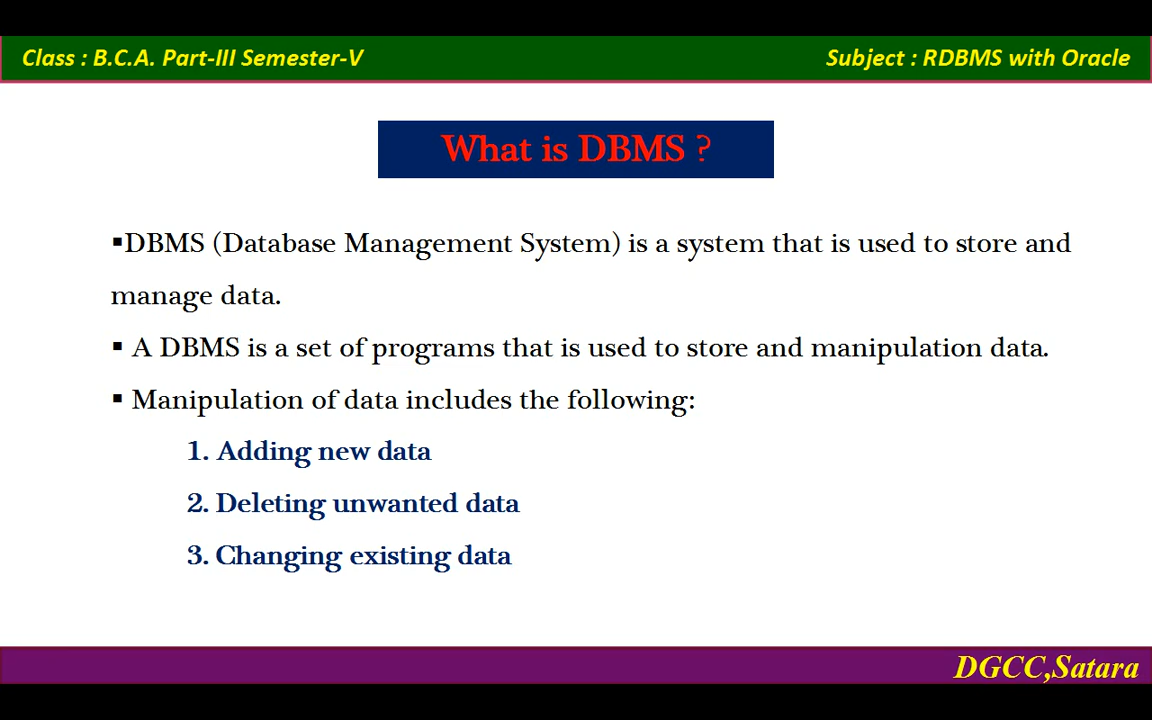 Class : B.C.A. Part-III Semester-V
Subject : RDBMS with Oracle
What is DBMS ?
▪DBMS (Database Management System) is a system that is used to store and
manage data.
▪ A DBMS is a set of programs that is used to store and manipulation data.
▪ Manipulation of data includes the following:
1. Adding new data
2. Deleting unwanted data
3. Changing existing data
DGCC,Satara